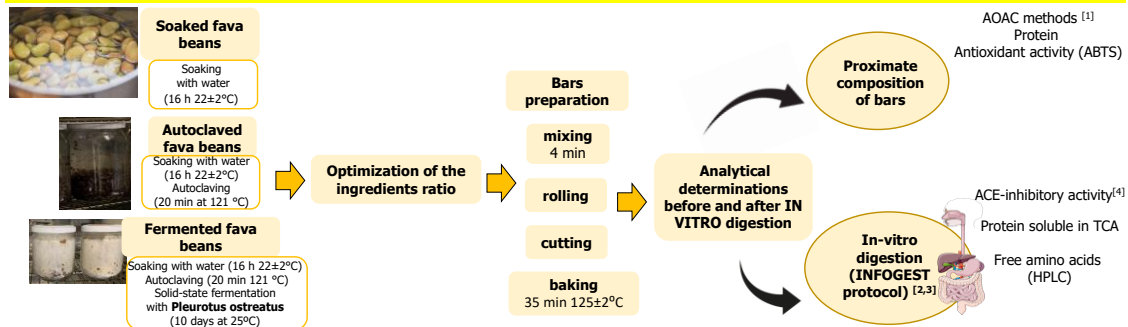 Soaked fava
beans
Soaking
with water
(16 h 22±2°C)
Autoclaved
fava beans
Soaking with water
(16 h 22±2°C)
Autoclaving
(20 min at 121 °C)
Fermented fava
beans
Soaking with water (16 h 22±2°C)
Autoclaving (20 min 121 °C)
Solid-state fermentation
with Pleurotus ostreatus
(10 days at 25ºC)
Optimization of the
ingredients ratio
Bars
preparation
mixing
4 min
rolling
cutting
baking
35 min 125±2ºC
Analytical
determinations
before and after IN
VITRO digestion
Proximate
composition
of bars
AOAC methods [1]
Protein
Antioxidant activity (ABTS)
In-vitro
digestion
(INFOGEST
protocol) [2,3]
ACE-inhibitory activity[4]
Protein soluble in TCA
Free amino acids
(HPLC)